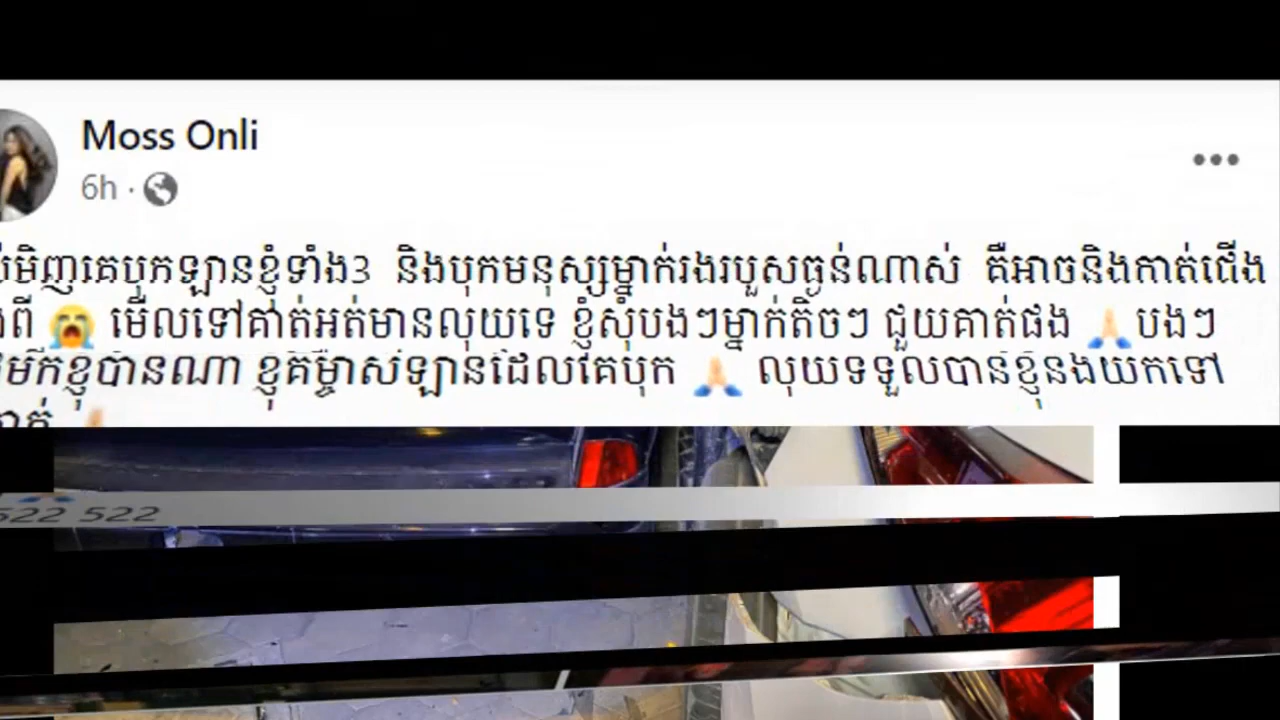 Moss Onli
6h ·
គេបុកឡានខ្ញុំទាំង3 និងបុកមនុស្សម្នាក់រងរបួសធ្ងន់ណាស់ គឺអាចនិងកាត់ជើង
ពី 😭 មើលទៅគាត់អត់មានលុយទេ ខ្ញុំសុំបងៗម្នាក់តិចៗ ជួយគាត់ផង 🙏 បងៗ
ខ្ញុំបានណា ខ្ញុំគឺម្ចាស់ឡានដែលគេបុក 🙏 លុយទទួលបានខ្ញុំនឹងយកទៅ
522 522